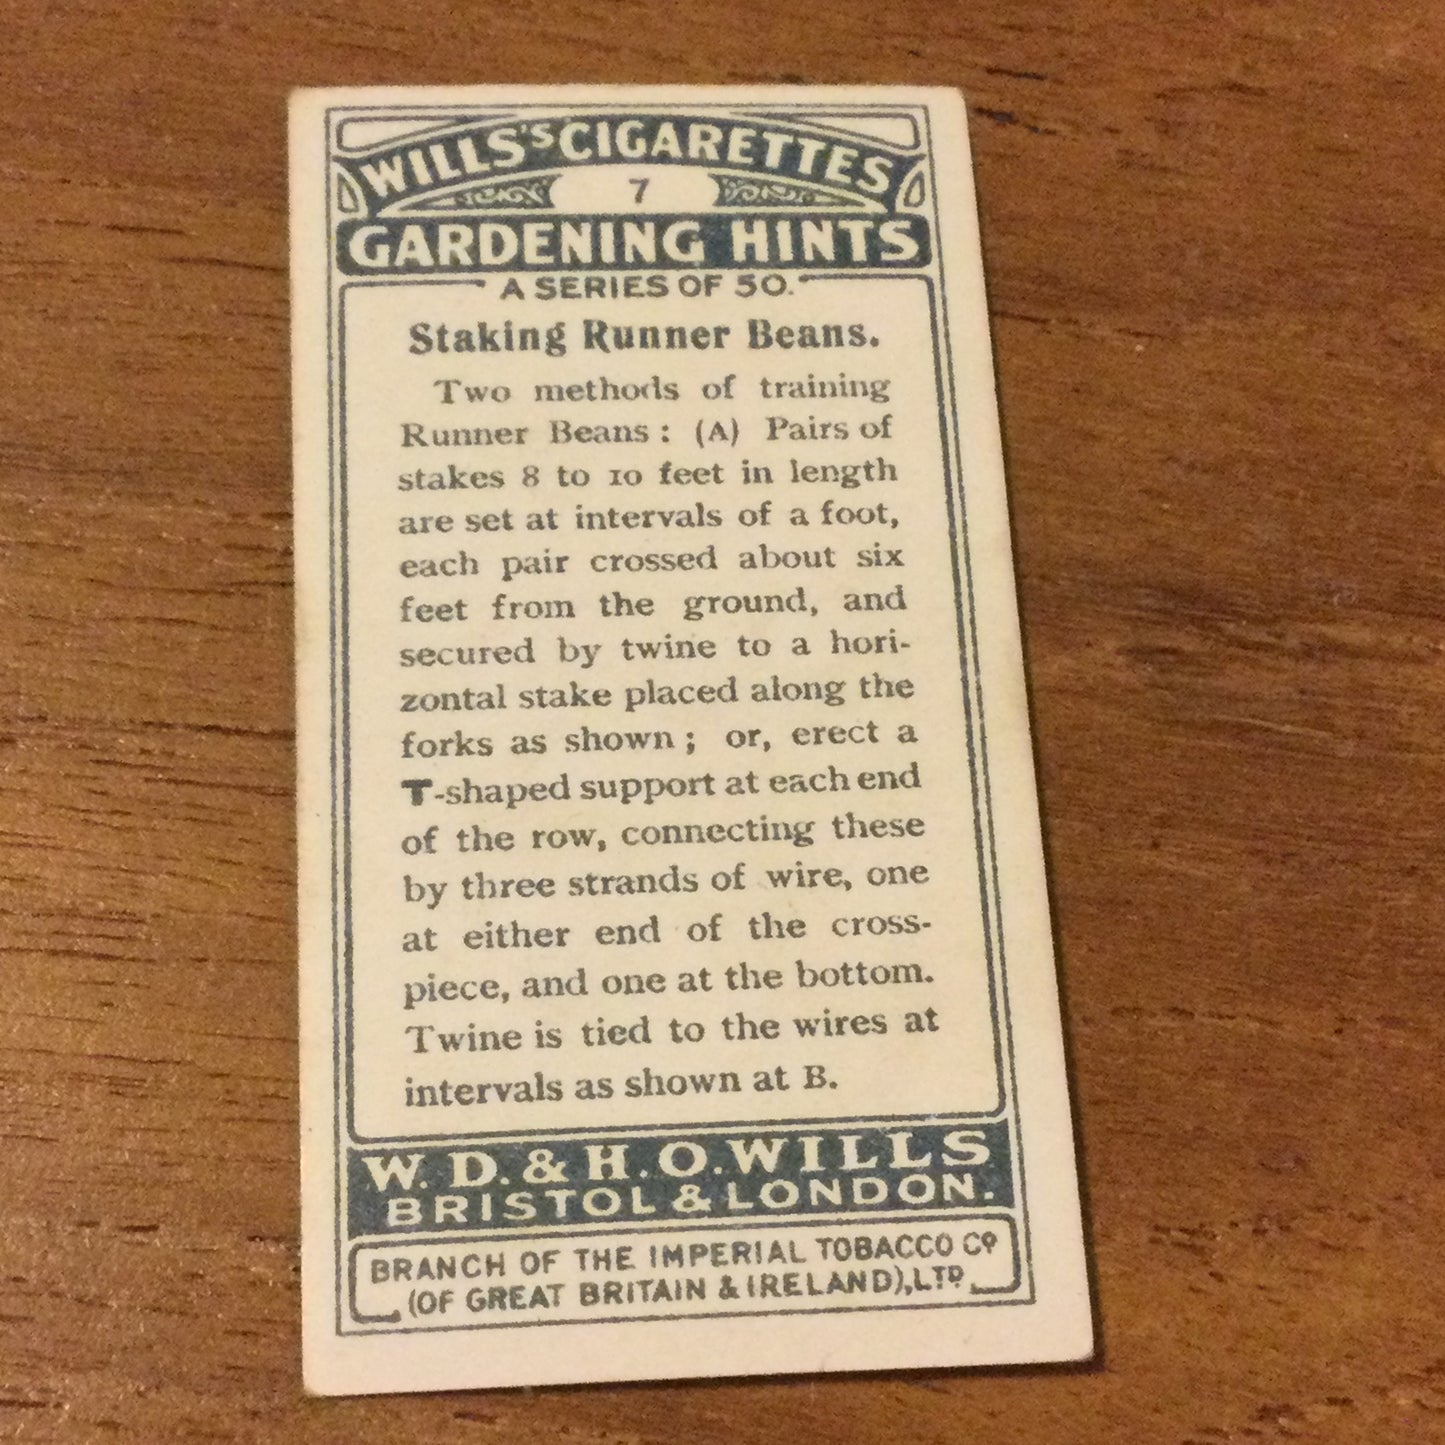 WILLS'S CIGARETTES
7
GARDENING HINTS
A SERIES OF 50.
Staking Runner Beans.
Two methods of training
Runner Beans: (A) Pairs of
stakes 8 to 10 feet in length
are set at intervals of a foot,
each pair crossed about six
feet from the ground, and
secured by twine to a hori-
zontal stake placed along the
forks as shown; or, erect a
T-shaped support at each end
of the row, connecting these
by three strands of wire, one
at either end of the cross-
piece, and one at the bottom.
Twine is tied to the wires at
intervals as shown at B.
W. D. & H. O. WILLS
BRISTOL & LONDON.
BRANCH OF THE IMPERIAL TOBACCO CO
(OF GREAT BRITAIN & IRELAND), LTD.